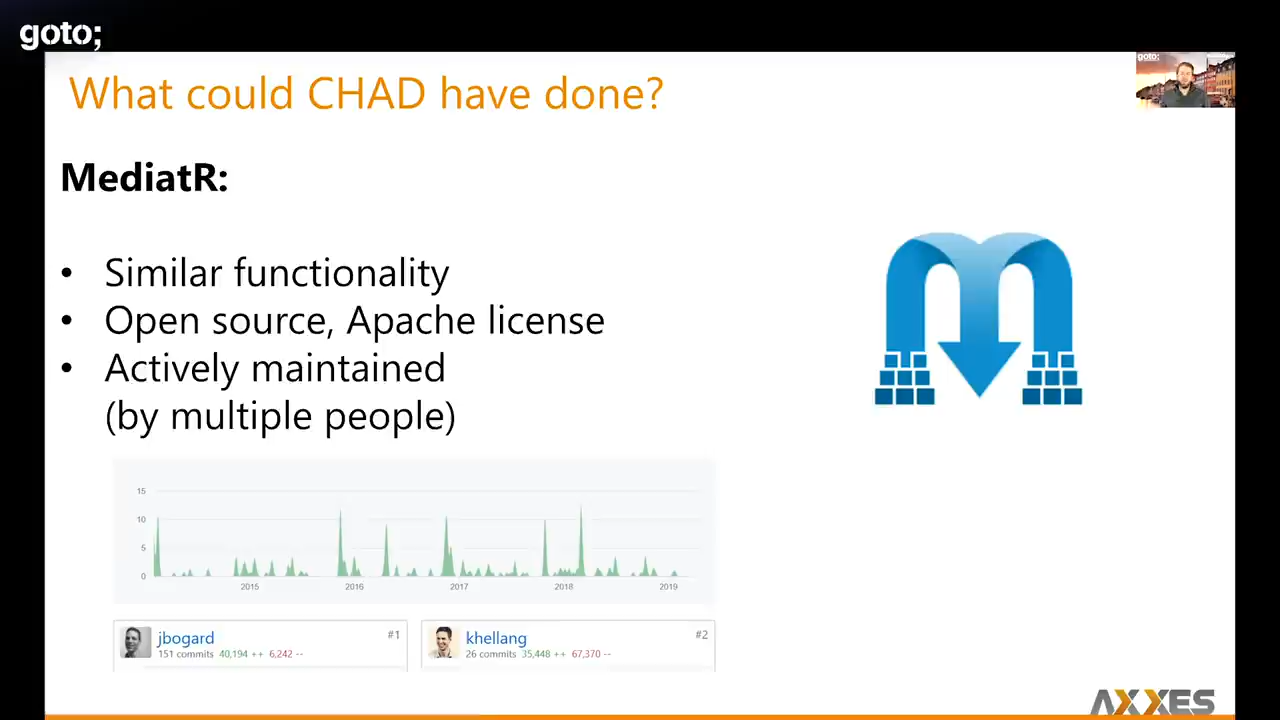 goto;
What could CHAD have done?
goto;
MediatR:
• Similar functionality
• Open source, Apache license
• Actively maintained
(by multiple people)
15
10
5
0
2015 2016 2017 2018 2019
jbogard #1
151 commits 40,194 ++ 6,242 --
khellang #2
26 commits 35,448 ++ 67,370 --
AXXES